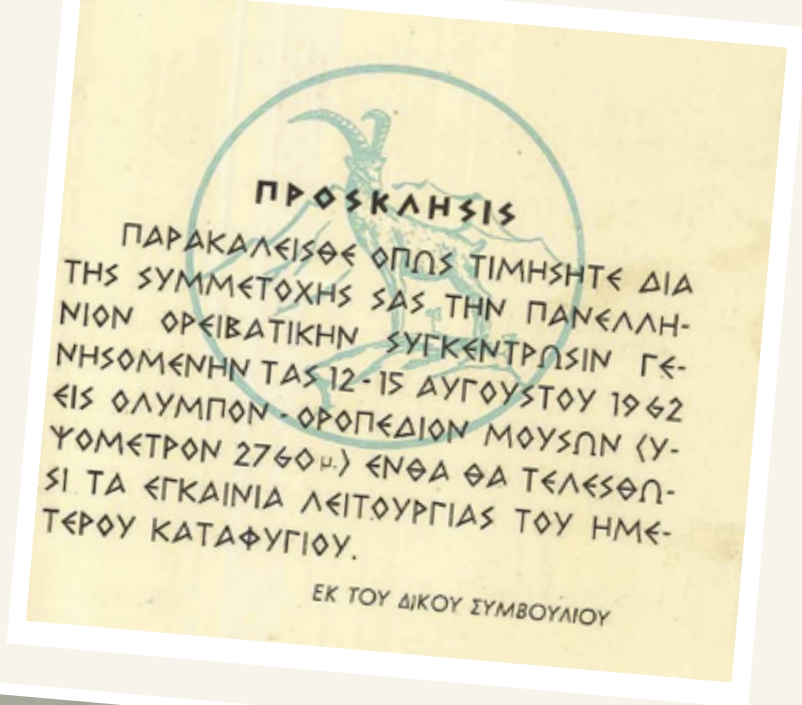 ΠΡΟΣΚΛΗΣΙΣ
ΠΑΡΑΚΑΛΕΙΣΘΕ ΟΠΩΣ ΤΙΜΗΣΗΤΕ ΔΙΑ
ΤΗΣ ΣΥΜΜΕΤΟΧΗΣ ΣΑΣ ΤΗΝ ΠΑΝΕΛΛΗ-
ΝΙΟΝ ΟΡΕΙΒΑΤΙΚΗΝ ΣΥΓΚΕΝΤΡΩΣΙΝ ΓΕ-
ΝΗΣΟΜΕΝΗΝ ΤΑΣ 12-15 ΑΥΓΟΥΣΤΟΥ 1962
ΕΙΣ ΟΛΥΜΠΟΝ - ΟΡΟΠΕΔΙΟΝ ΜΟΥΣΩΝ (Υ-
ΨΟΜΕΤΡΟΝ 2760 μ.) ΕΝΘΑ ΘΑ ΤΕΛΕΣΘΩ-
ΣΙ ΤΑ ΕΓΚΑΙΝΙΑ ΛΕΙΤΟΥΡΓΙΑΣ ΤΟΥ ΗΜΕ-
ΤΕΡΟΥ ΚΑΤΑΦΥΓΙΟΥ.
ΕΚ ΤΟΥ ΔΙΚΟΥ ΣΥΜΒΟΥΛΙΟΥ